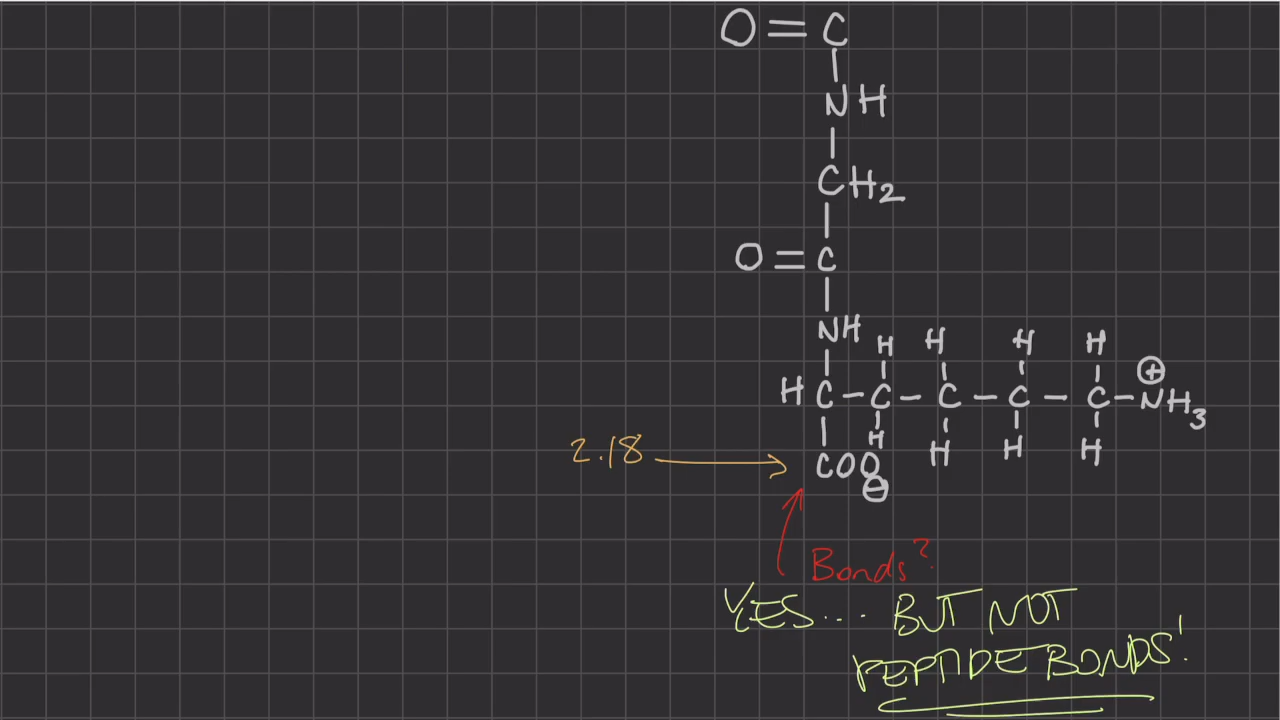 O = C
NH
CH2
O = C
NH
H H H H
H C - C - C - C - C - NH3 ⊕
H H H H
2.18 → COO ⊖
Bonds?
YES... BUT NOT
PEPTIDE BONDS!